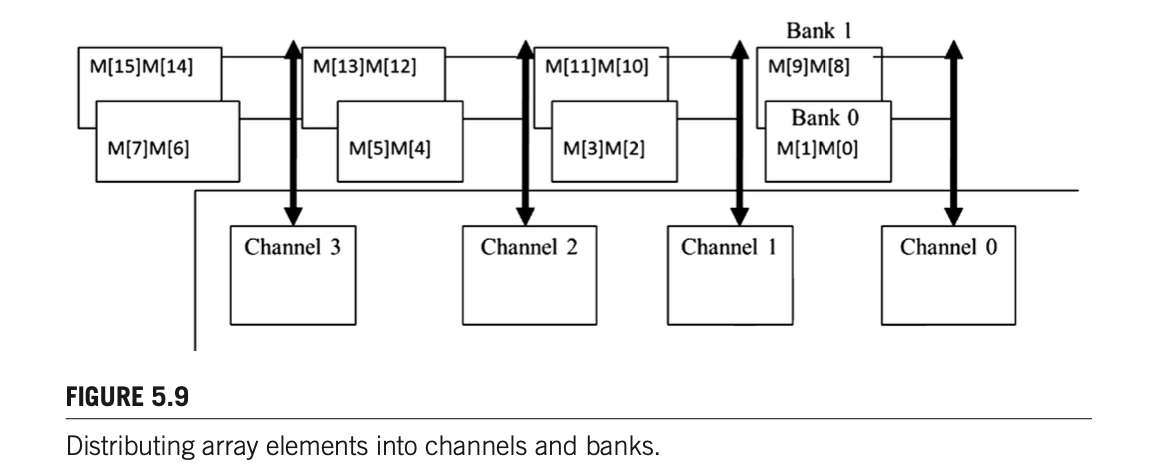 Bank 1
M[15]M[14] M[13]M[12] M[11]M[10] M[9]M[8]
Bank 0
M[7]M[6] M[5]M[4] M[3]M[2] M[1]M[0]
Channel 3 Channel 2 Channel 1 Channel 0
FIGURE 5.9
Distributing array elements into channels and banks.